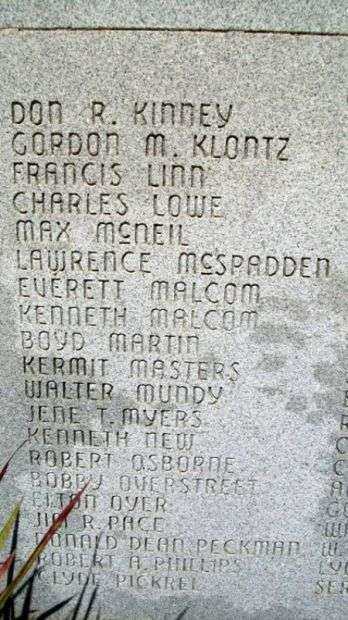 DON R. KINNEY
GORDON M. KLONTZ
FRANCIS LINN
CHARLES LOWE
MAX McNEIL
LAWRENCE McSPADDEN
EVERETT MALCOM
KENNETH MALCOM
BOYD MARTIN
KERMIT MASTERS
WALTER MUNDY
JENE T. MYERS
KENNETH NEW
ROBERT OSBORNE
BOBBY OVERSTREET
ELTON OYER
JIM R. PACE
DONALD DEAN PECKMAN
ROBERT A. PHILLIPS
CLYDE PICKREL